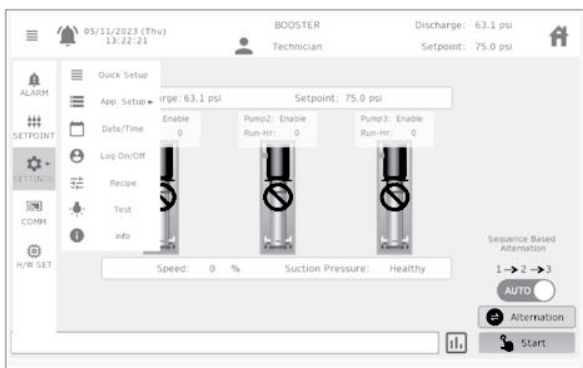 05/11/2023 (Thu)
13:22:21
BOOSTER
Technician
Discharge: 63.1 psi
Setpoint: 75.0 psi
ALARM
SETPOINT
SETTINGS
COMM
H/W SET
Quick Setup
App. Setup
Date/Time
Log On/Off
Recipe
Test
info
rge: 63.1 psi Setpoint: 75.0 psi
Enable
0
Pump2: Enable
Run-Hr: 0
Pump3: Enable
Run-Hr: 0
Speed: 0 % Suction Pressure: Healthy
Sequence Based
Alternation
1➔2➔3
AUTO
Alternation
Start